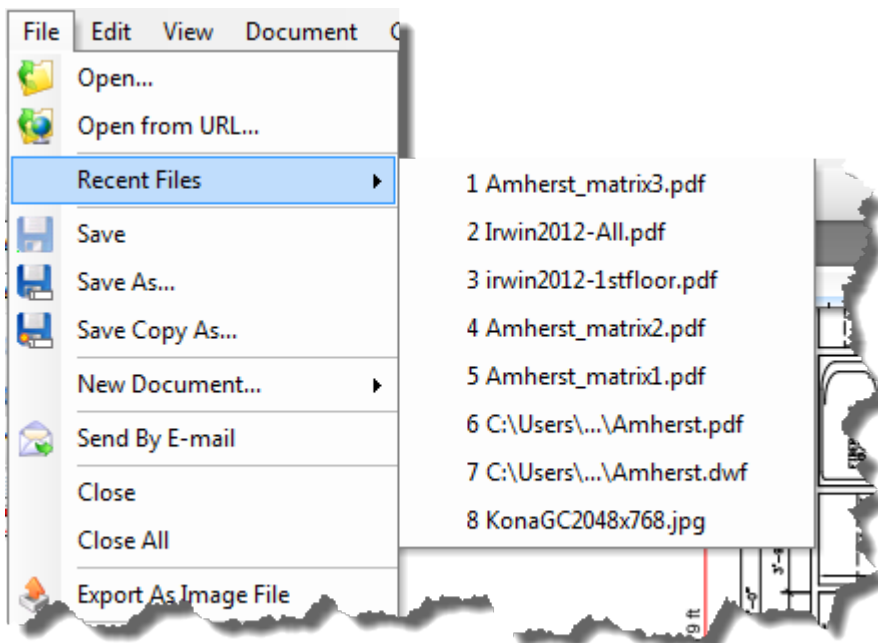 File Edit View Document
Open...
Open from URL...
Recent Files
1 Amherst_matrix3.pdf
2 Irwin2012-All.pdf
3 irwin2012-1stfloor.pdf
4 Amherst_matrix2.pdf
5 Amherst_matrix1.pdf
6 C:\Users\...\Amherst.pdf
7 C:\Users\...\Amherst.dwf
8 KonaGC2048x768.jpg
Save
Save As...
Save Copy As...
New Document...
Send By E-mail
Close
Close All
Export As Image File
9 ft